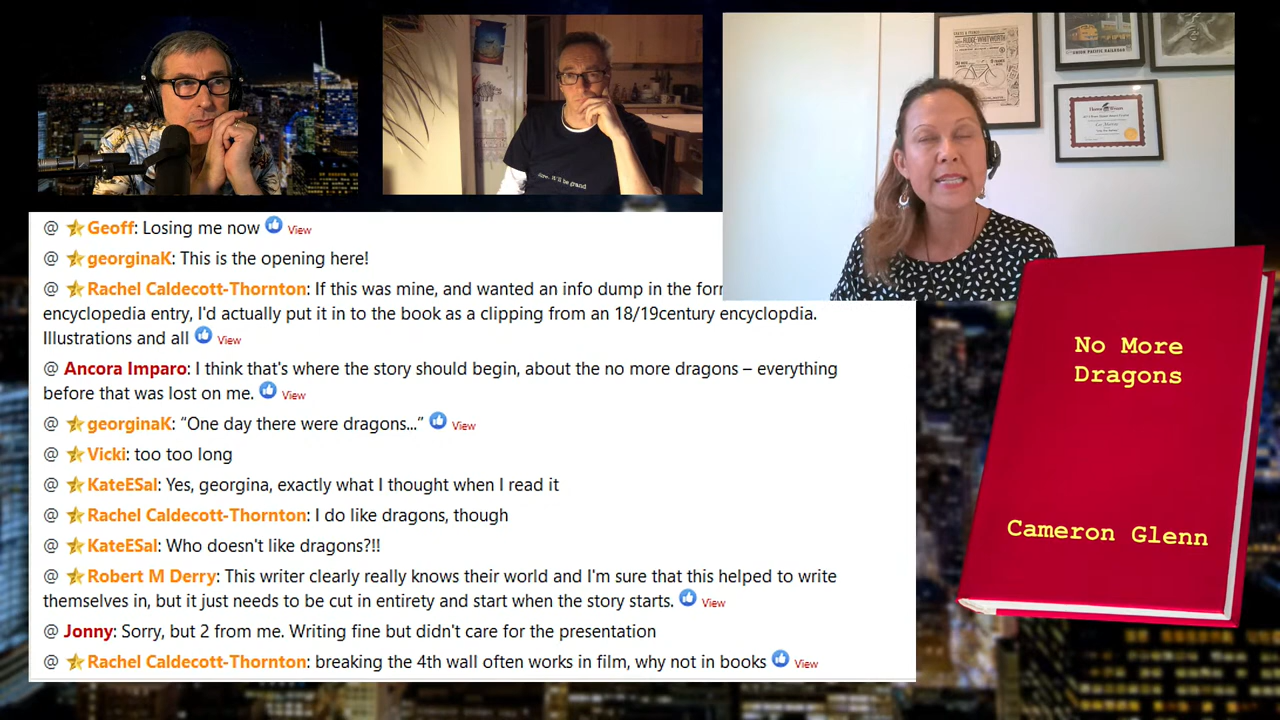 ore. Will be grand
UNION PACIFIC RAILROAD
@ Geoff: Losing me now View
@ georginaK: This is the opening here!
@ Rachel Caldecott-Thornton: If this was mine, and wanted an info dump in the for
encyclopedia entry, I'd actually put it in to the book as a clipping from an 18/19century encyclopdia.
Illustrations and all View
@ Ancora Imparo: I think that's where the story should begin, about the no more dragons – everything
before that was lost on me. View
@ georginaK: “One day there were dragons...” View
@ Vicki: too too long
@ KateESal: Yes, georgina, exactly what I thought when I read it
@ Rachel Caldecott-Thornton: I do like dragons, though
@ KateESal: Who doesn't like dragons?!!
@ Robert M Derry: This writer clearly really knows their world and I'm sure that this helped to write
themselves in, but it just needs to be cut in entirety and start when the story starts. View
@ Jonny: Sorry, but 2 from me. Writing fine but didn't care for the presentation
@ Rachel Caldecott-Thornton: breaking the 4th wall often works in film, why not in books View
No More
Dragons
Cameron Glenn